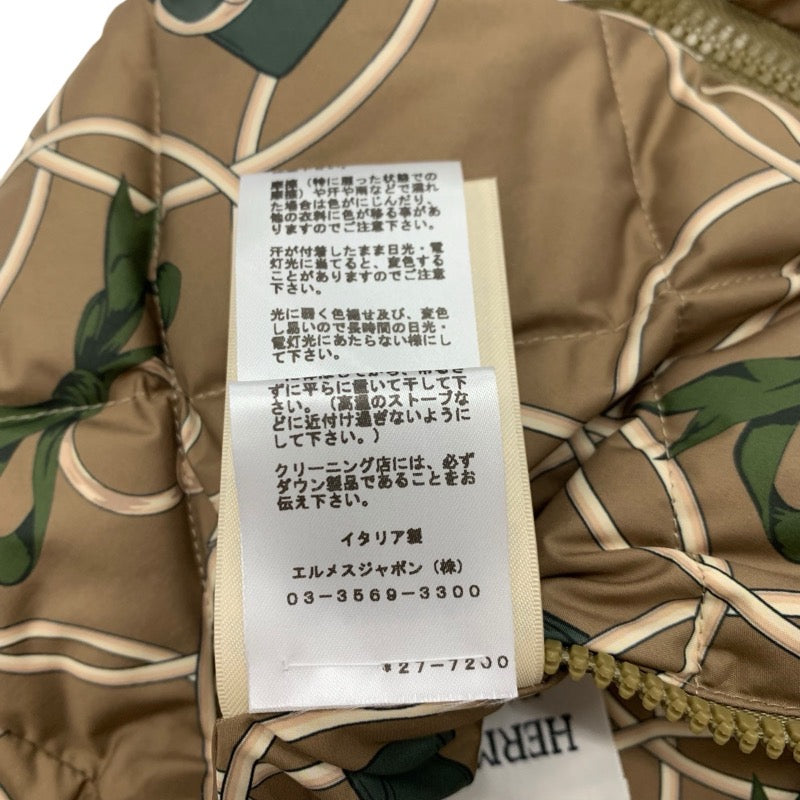 摩擦(特に湿った状態での
摩擦)や汗や雨などで濡れ
た場合は色がにじんだり、
他の衣料に色が移る事があ
りますのでご注意下さい。
汗が付着したまま日光・電
灯光に当てると、変色する
ことがありますのでご注意
下さい。
光に弱く色褪せ及び、変色
し易いので長時間の日光・
電灯光にあたらない様にし
て下さい。
ずに平らに置いて干して下
さい。(高温のストーブな
どに近付け過ぎないように
して下さい。)
クリーニング店には、必ず
ダウン製品であることをお
伝え下さい。
イタリア製
エルメスジャポン(株)
03-3569-3300
27-7200
HERM